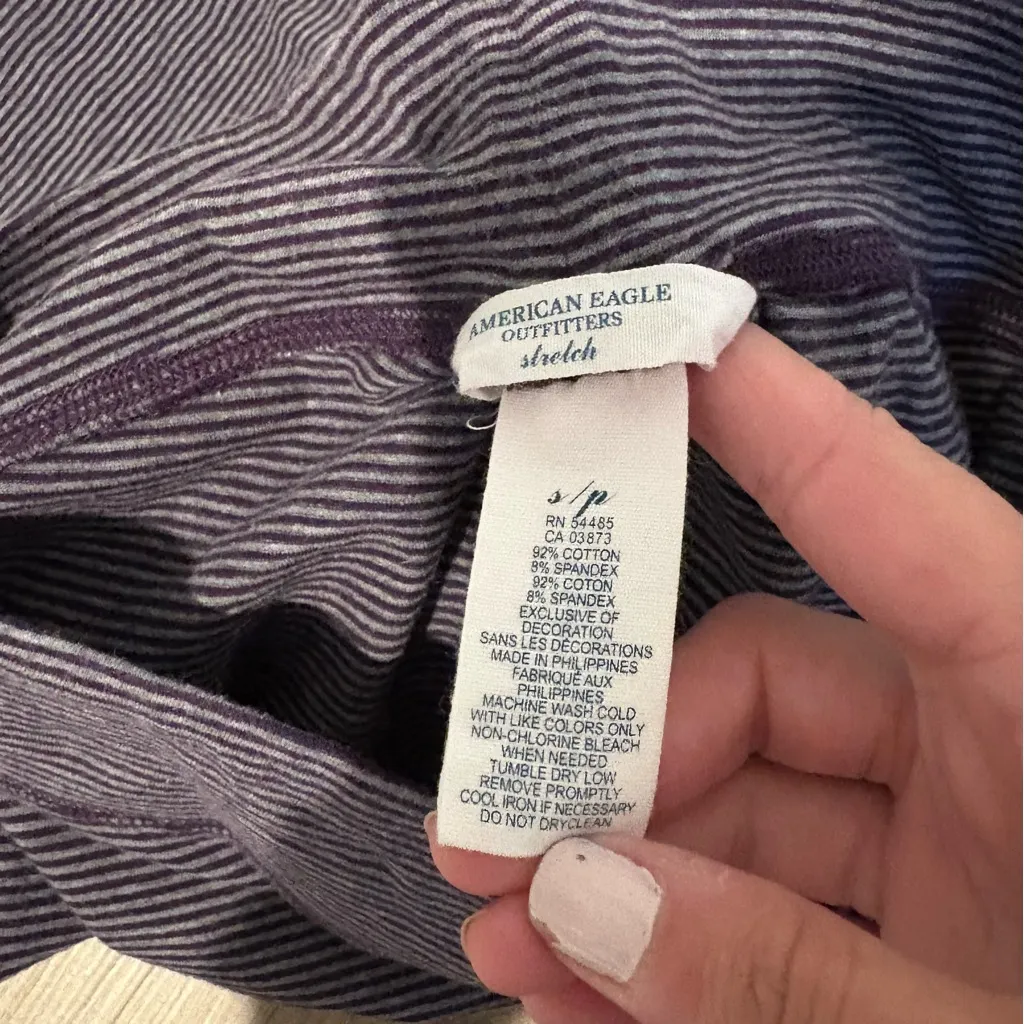 AMERICAN EAGLE
OUTFITTERS
stretch
s/p
RN 54485
CA 03873
92% COTTON
8% SPANDEX
92% COTON
8% SPANDEX
EXCLUSIVE OF
DECORATION
SANS LES DÉCORATIONS
MADE IN PHILIPPINES
FABRIQUÉ AUX
PHILIPPINES
MACHINE WASH COLD
WITH LIKE COLORS ONLY
NON-CHLORINE BLEACH
WHEN NEEDED
TUMBLE DRY LOW
REMOVE PROMPTLY
COOL IRON IF NECESSARY
DO NOT DRYCLEAN